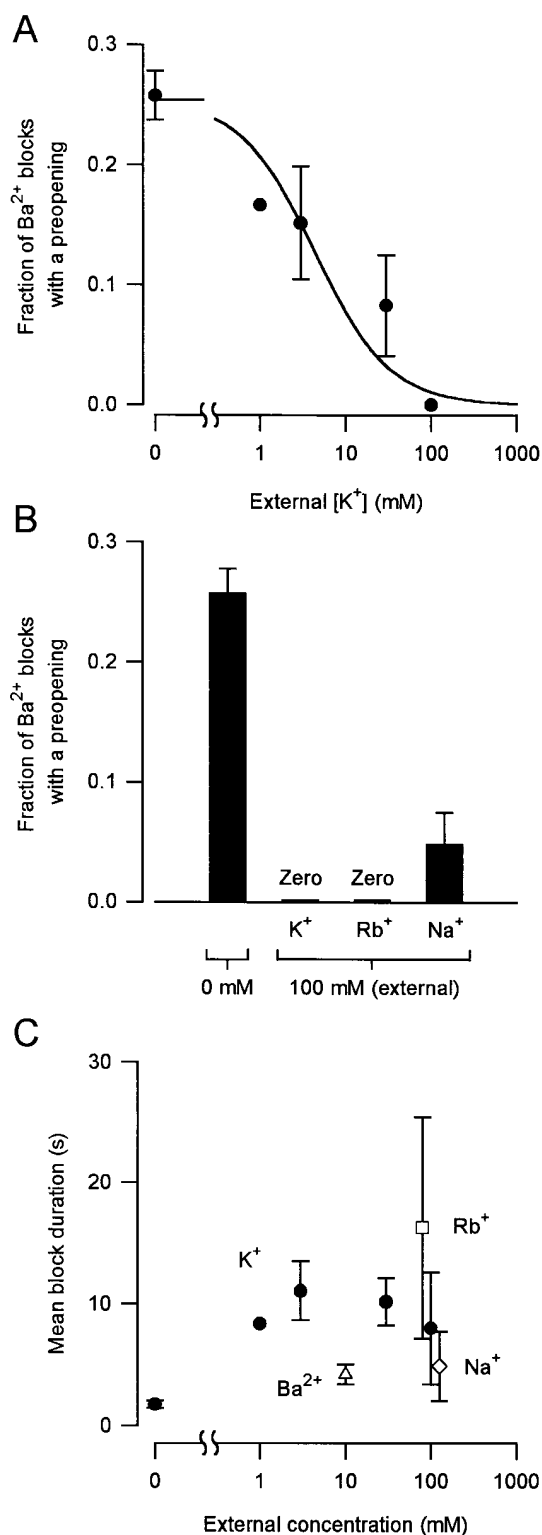 A
0.3
0.2
0.1
0.0
Fraction of Ba²⁺ blocks
with a preopening
0 1 10 100 1000
External [K⁺] (mM)
B
0.3
0.2
0.1
0.0
Fraction of Ba²⁺ blocks
with a preopening
Zero Zero
K⁺ Rb⁺ Na⁺
0 mM 100 mM (external)
C
30
20
10
0
Mean block duration (s)
Rb⁺
K⁺
Na⁺
Ba²⁺
0 1 10 100 1000
External concentration (mM)